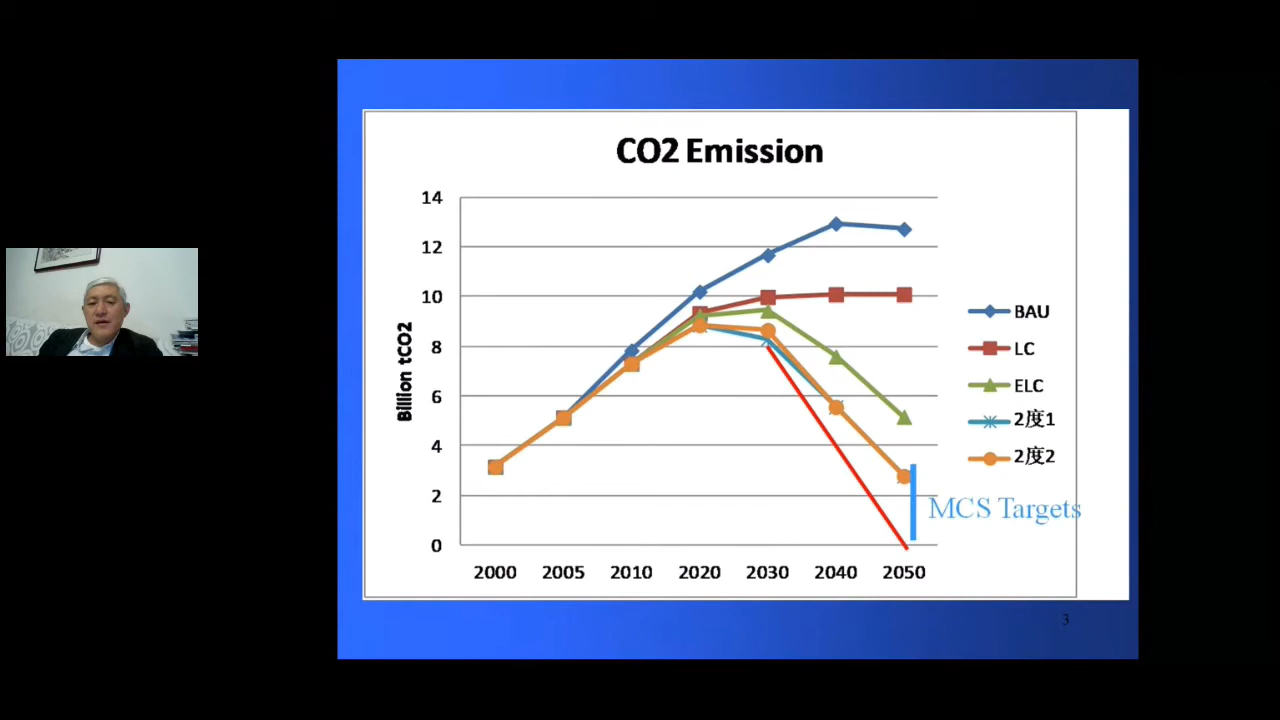 CO2 Emission
Billion tCO2
14
12
10
8
6
4
2
0
2000 2005 2010 2020 2030 2040 2050
BAU
LC
ELC
2度1
2度2
MCS Targets
3